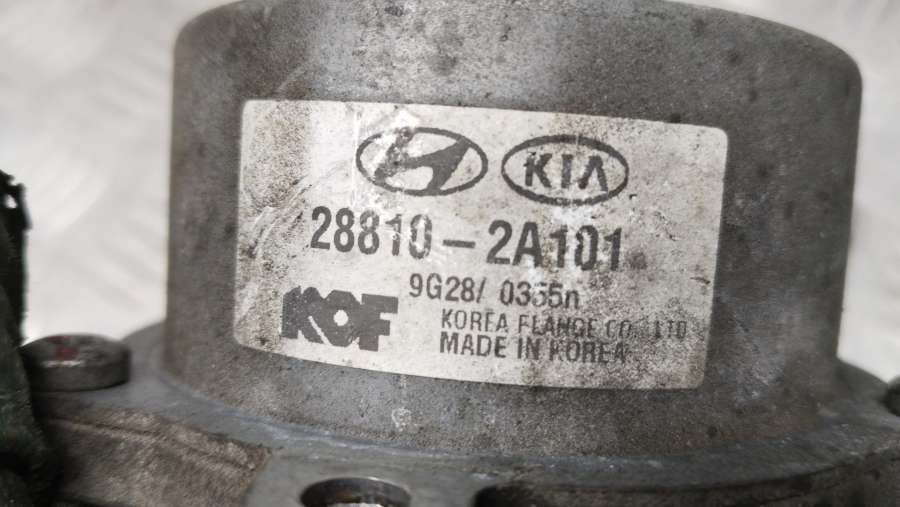 KIA
28810-2A101
9G28/ 0355n
KOF
KOREA FLANGE CO., LTD
MADE IN KOREA